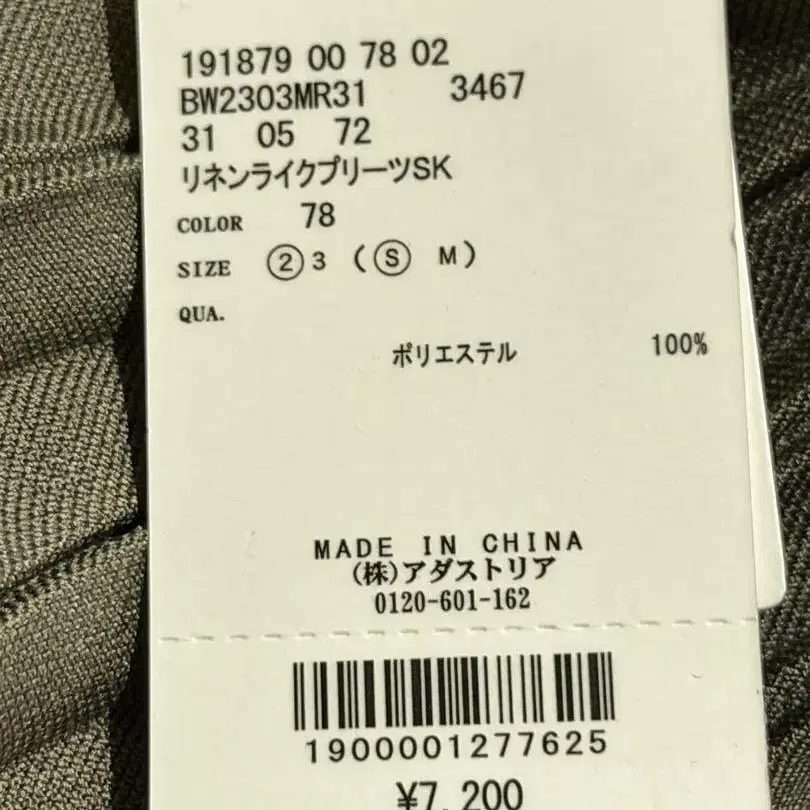 191879 00 78 02
BW2303MR31 3467
31 05 72
リネンライクプリーツSK
COLOR 78
SIZE ②3 (Ⓢ M)
QUA.
ポリエステル 100%
MADE IN CHINA
(株)アダストリア
0120-601-162
1900001277625
¥7,200